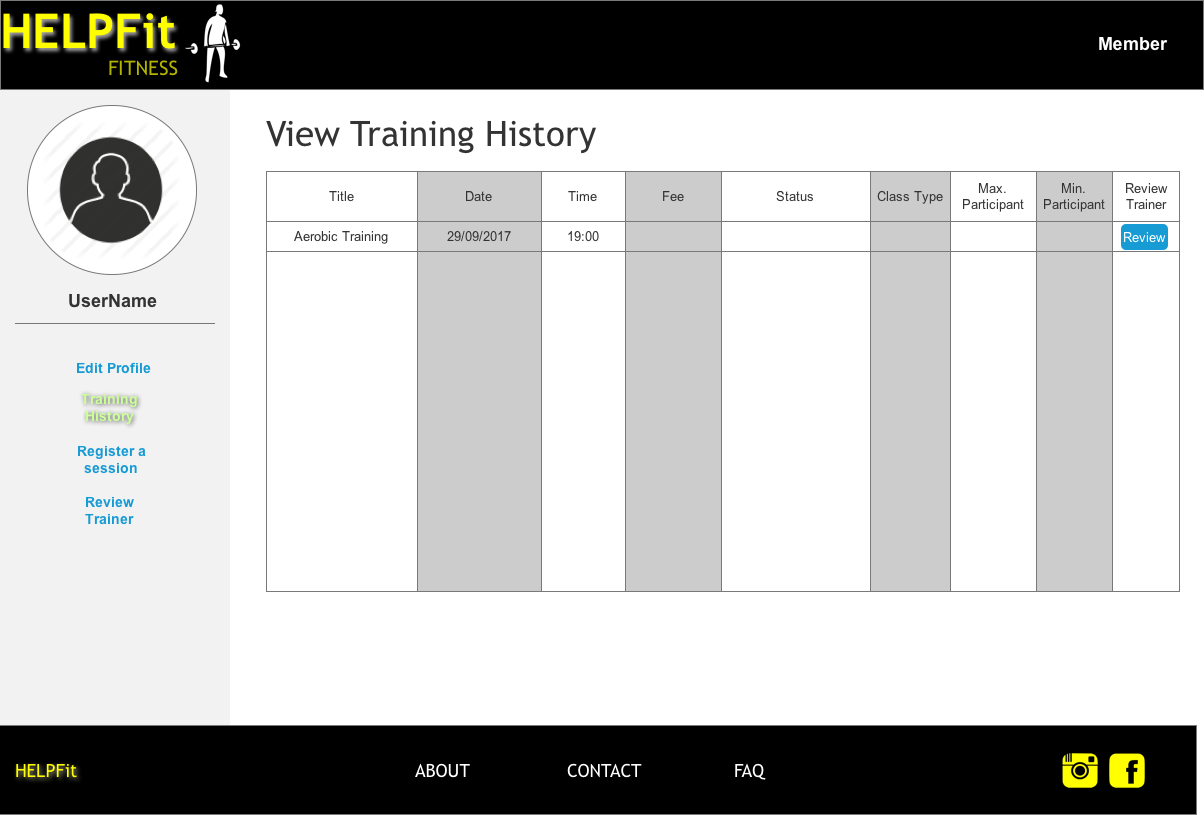 HELPFit
FITNESS
Member
UserName
Edit Profile
Training
History
Register a
session
Review
Trainer
View Training History
Title Date Time Fee Status Class Type Max. Participant Min. Participant Review Trainer
Aerobic Training 29/09/2017 19:00 Review
HELPFit ABOUT CONTACT FAQ